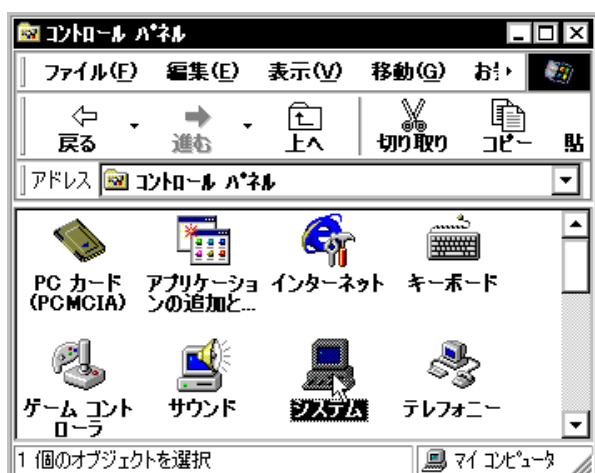 コントロール パネル
ファイル(F) 編集(E) 表示(V) 移動(G) お
戻る 進む 上へ 切り取り コピー 貼
アドレス コントロール パネル
PC カード アプリケーショ インターネット キーボード
(PCMCIA) ンの追加と...
ゲーム コント サウンド システム テレフォニー
ローラ
1 個のオブジェクトを選択 マイ コンピュータ